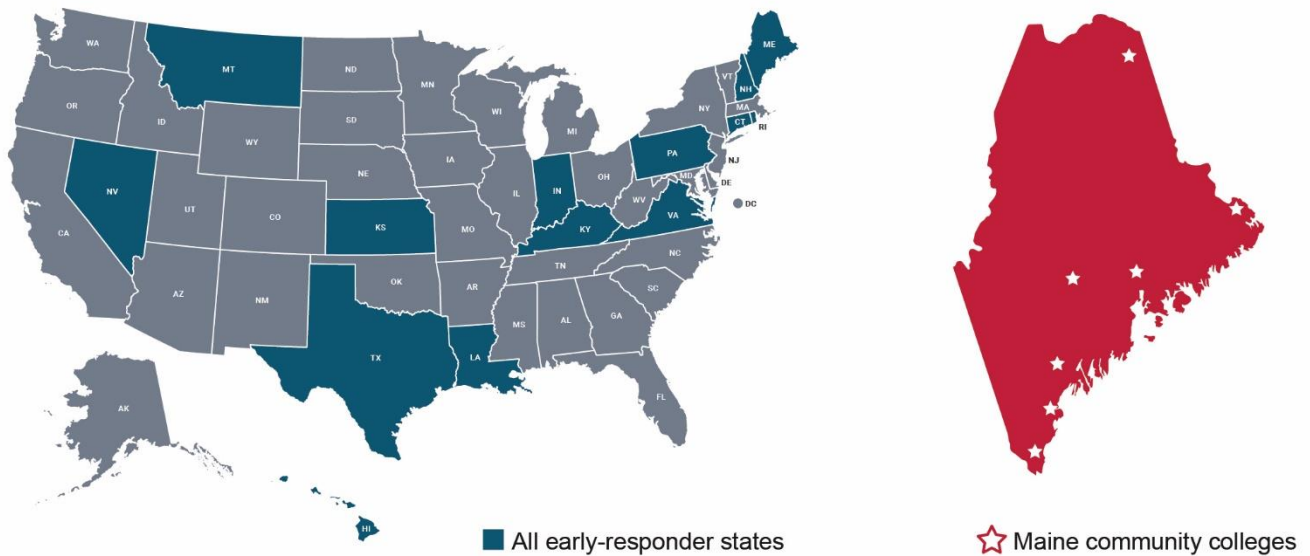 WA
MT
ND
MN
ME
VT
NH
OR
ID
SD
WI
NY
MA
CT
RI
WY
MI
IA
PA
NJ
NE
OH
MD
DE
NV
UT
IL
IN
WV
DC
CO
KS
MO
KY
VA
CA
TN
NC
AZ
NM
OK
AR
SC
MS
AL
GA
TX
LA
FL
AK
HI
All early-responder states
Maine community colleges